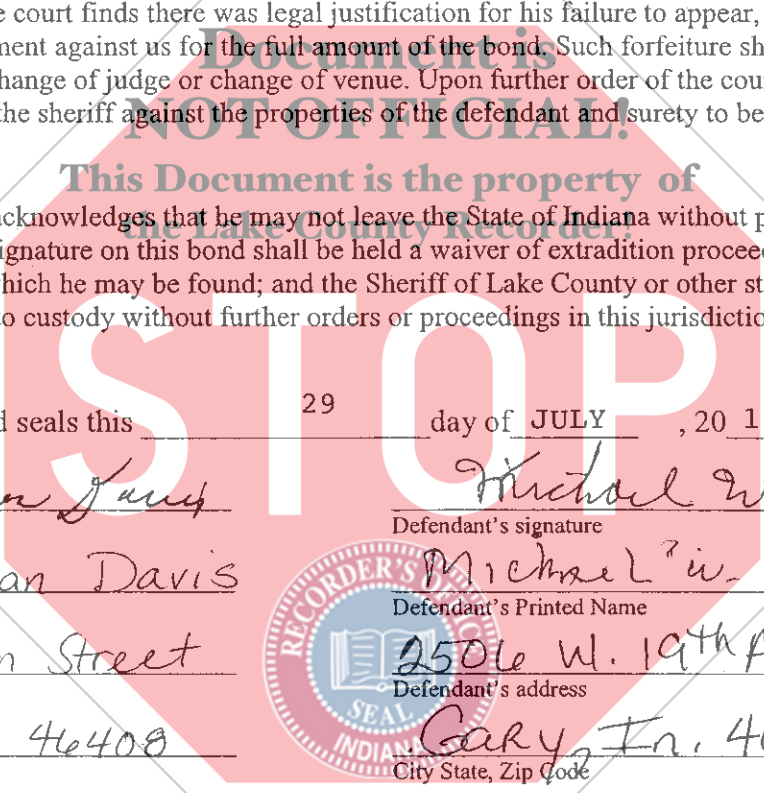 e court finds there was legal justification for his failure to appear,
ment against us for the full amount of the bond. Such forfeiture sh
Document is
hange of judge or change of venue. Upon further order of the cou
NOT OFFICIAL!
the sheriff against the properties of the defendant and surety to be
This Document is the property of
the Lake County Recorder!
cknowledges that he may not leave the State of Indiana without p
ignature on this bond shall be held a waiver of extradition procee
which he may be found; and the Sheriff of Lake County or other st
o custody without further orders or proceedings in this jurisdictio
STOP
d seals this 29 day of JULY , 20 1
Michael W
Defendant's signature
an Davis Michael W.
Defendant's Printed Name
n Street 2506 W. 19th A
Defendant's address
46408 Gary, In. 46
City State, Zip Code
RECORDER'S OFFICE
SEAL
INDIANA